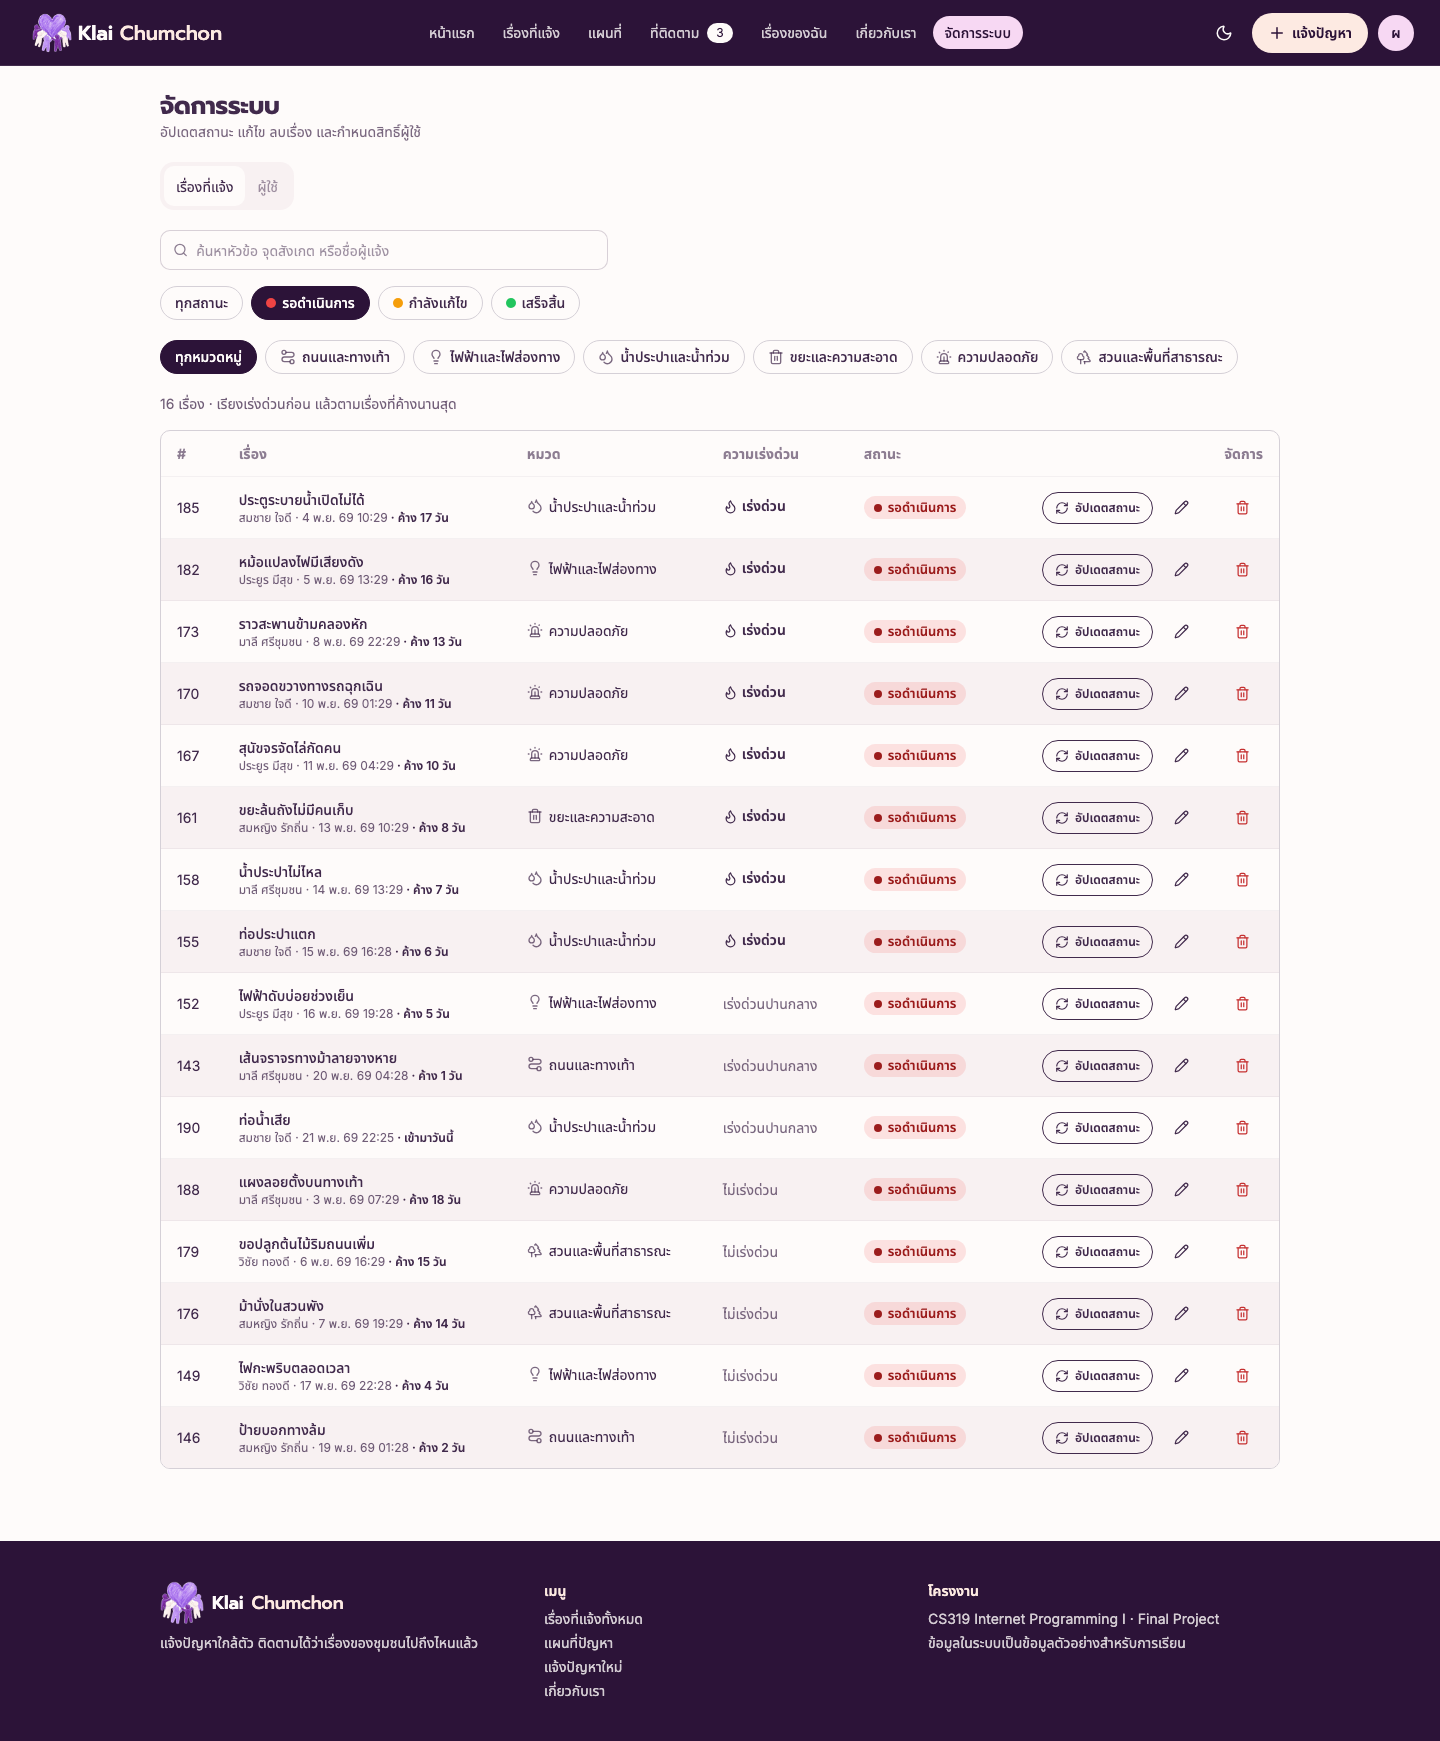 Klai Chumchon
หน้าแรก เรื่องที่แจ้ง แผนที่ ที่ติดตาม 3 เรื่องของฉัน เกี่ยวกับเรา จัดการระบบ
แจ้งปัญหา ผ
จัดการระบบ
อัปเดตสถานะ แก้ไข ลบเรื่อง และกำหนดสิทธิ์ผู้ใช้
เรื่องที่แจ้ง ผู้ใช้
ค้นหาหัวข้อ จุดสังเกต หรือชื่อผู้แจ้ง
ทุกสถานะ รอดำเนินการ กำลังแก้ไข เสร็จสิ้น
ทุกหมวดหมู่ ถนนและทางเท้า ไฟฟ้าและไฟส่องทาง น้ำประปาและน้ำท่วม ขยะและความสะอาด ความปลอดภัย สวนและพื้นที่สาธารณะ
16 เรื่อง · เรียงเร่งด่วนก่อน แล้วตามเรื่องที่ค้างนานสุด
# เรื่อง หมวด ความเร่งด่วน สถานะ จัดการ
185 ประตูระบายน้ำเปิดไม่ได้ น้ำประปาและน้ำท่วม เร่งด่วน รอดำเนินการ อัปเดตสถานะ
สมชาย ใจดี · 4 พ.ย. 69 10:29 · ค้าง 17 วัน
182 หม้อแปลงไฟมีเสียงดัง ไฟฟ้าและไฟส่องทาง เร่งด่วน รอดำเนินการ อัปเดตสถานะ
ประยูร มีสุข · 5 พ.ย. 69 13:29 · ค้าง 16 วัน
173 ราวสะพานข้ามคลองหัก ความปลอดภัย เร่งด่วน รอดำเนินการ อัปเดตสถานะ
มาลี ศรีชุมชน · 8 พ.ย. 69 22:29 · ค้าง 13 วัน
170 รถจอดขวางทางรถฉุกเฉิน ความปลอดภัย เร่งด่วน รอดำเนินการ อัปเดตสถานะ
สมชาย ใจดี · 10 พ.ย. 69 01:29 · ค้าง 11 วัน
167 สุนัขจรจัดไล่กัดคน ความปลอดภัย เร่งด่วน รอดำเนินการ อัปเดตสถานะ
ประยูร มีสุข · 11 พ.ย. 69 04:29 · ค้าง 10 วัน
161 ขยะล้นถังไม่มีคนเก็บ ขยะและความสะอาด เร่งด่วน รอดำเนินการ อัปเดตสถานะ
สมหญิง รักถิ่น · 13 พ.ย. 69 10:29 · ค้าง 8 วัน
158 น้ำประปาไม่ไหล น้ำประปาและน้ำท่วม เร่งด่วน รอดำเนินการ อัปเดตสถานะ
มาลี ศรีชุมชน · 14 พ.ย. 69 13:29 · ค้าง 7 วัน
155 ท่อประปาแตก น้ำประปาและน้ำท่วม เร่งด่วน รอดำเนินการ อัปเดตสถานะ
สมชาย ใจดี · 15 พ.ย. 69 16:28 · ค้าง 6 วัน
152 ไฟฟ้าดับบ่อยช่วงเย็น ไฟฟ้าและไฟส่องทาง เร่งด่วนปานกลาง รอดำเนินการ อัปเดตสถานะ
ประยูร มีสุข · 16 พ.ย. 69 19:28 · ค้าง 5 วัน
143 เส้นจราจรทางม้าลายจางหาย ถนนและทางเท้า เร่งด่วนปานกลาง รอดำเนินการ อัปเดตสถานะ
มาลี ศรีชุมชน · 20 พ.ย. 69 04:28 · ค้าง 1 วัน
190 ท่อน้ำเสีย น้ำประปาและน้ำท่วม เร่งด่วนปานกลาง รอดำเนินการ อัปเดตสถานะ
สมชาย ใจดี · 21 พ.ย. 69 22:25 · เข้ามาวันนี้
188 แผงลอยตั้งบนทางเท้า ความปลอดภัย ไม่เร่งด่วน รอดำเนินการ อัปเดตสถานะ
มาลี ศรีชุมชน · 3 พ.ย. 69 07:29 · ค้าง 18 วัน
179 ขอปลูกต้นไม้ริมถนนเพิ่ม สวนและพื้นที่สาธารณะ ไม่เร่งด่วน รอดำเนินการ อัปเดตสถานะ
วิชัย ทองดี · 6 พ.ย. 69 16:29 · ค้าง 15 วัน
176 ม้านั่งในสวนพัง สวนและพื้นที่สาธารณะ ไม่เร่งด่วน รอดำเนินการ อัปเดตสถานะ
สมหญิง รักถิ่น · 7 พ.ย. 69 19:29 · ค้าง 14 วัน
149 ไฟกะพริบตลอดเวลา ไฟฟ้าและไฟส่องทาง ไม่เร่งด่วน รอดำเนินการ อัปเดตสถานะ
วิชัย ทองดี · 17 พ.ย. 69 22:28 · ค้าง 4 วัน
146 ป้ายบอกทางล้ม ถนนและทางเท้า ไม่เร่งด่วน รอดำเนินการ อัปเดตสถานะ
สมหญิง รักถิ่น · 19 พ.ย. 69 01:28 · ค้าง 2 วัน
Klai Chumchon
แจ้งปัญหาใกล้ตัว ติดตามได้ว่าเรื่องของชุมชนไปถึงไหนแล้ว
เมนู
เรื่องที่แจ้งทั้งหมด
แผนที่ปัญหา
แจ้งปัญหาใหม่
เกี่ยวกับเรา
โครงงาน
CS319 Internet Programming I · Final Project
ข้อมูลในระบบเป็นข้อมูลตัวอย่างสำหรับการเรียน